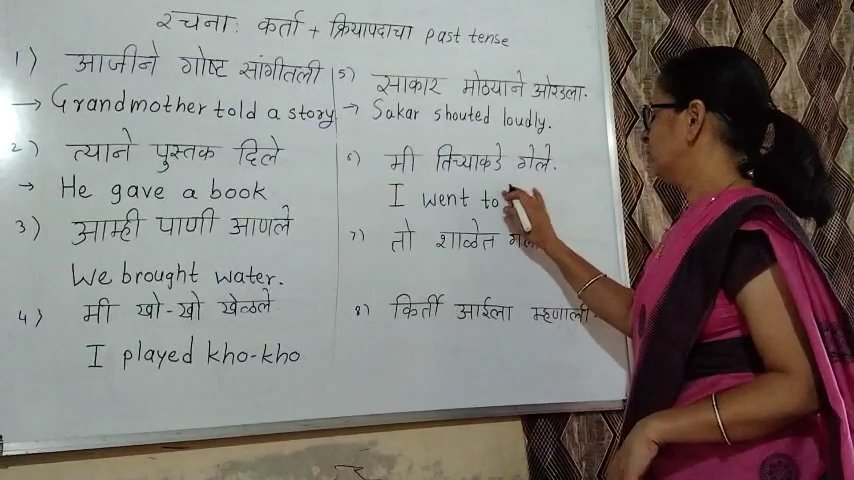 रचना: कर्ता + क्रियापदाचा past tense
1) आजीने गोष्ट सांगीतली
→ Grandmother told a story
2) त्याने पुस्तक दिले
→ He gave a book
3) आम्ही पाणी आणले
We brought water.
4) मी खो-खो खेळले
I played kho-kho
5) साकार मोठ्याने ओरडला.
→ Sakar shouted loudly.
6) मी तिच्याकडे गेले.
I went to
7) तो शाळेत
8) किर्ती आईला म्हणाली.